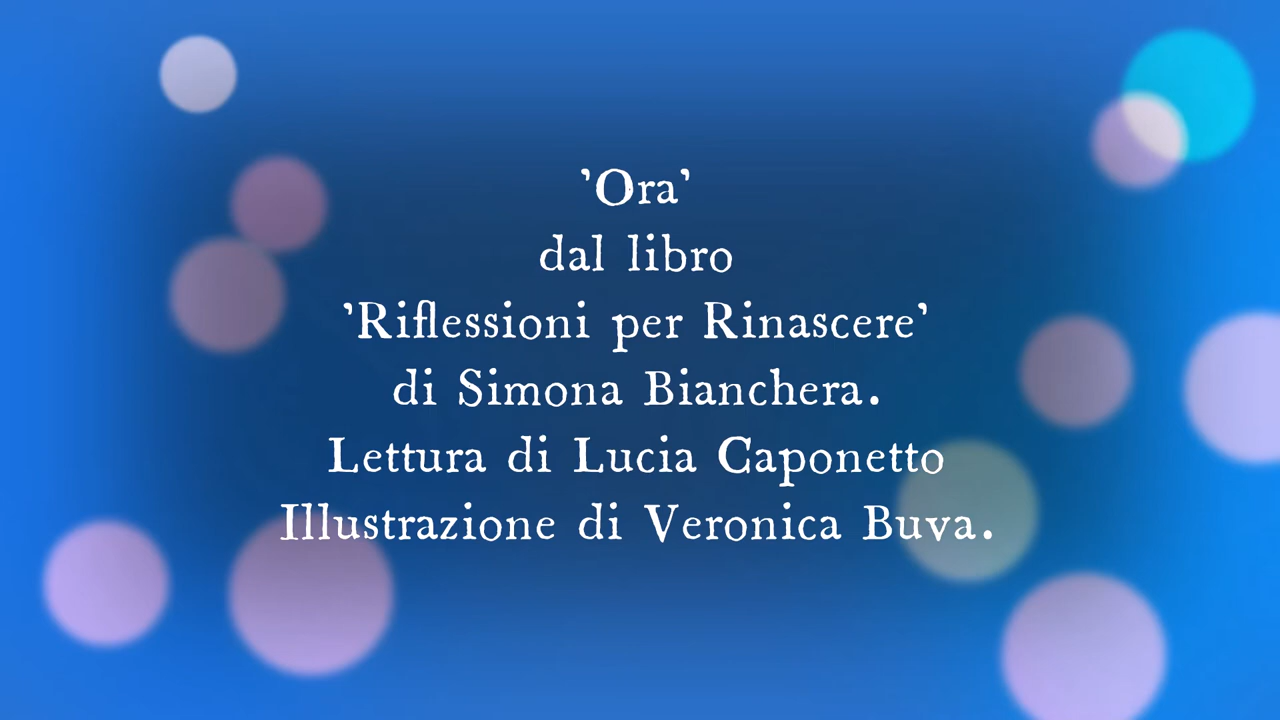 'Ora'
dal libro
'Riflessioni per Rinascere'
di Simona Bianchera.
Lettura di Lucia Caponetto
Illustrazione di Veronica Buva.